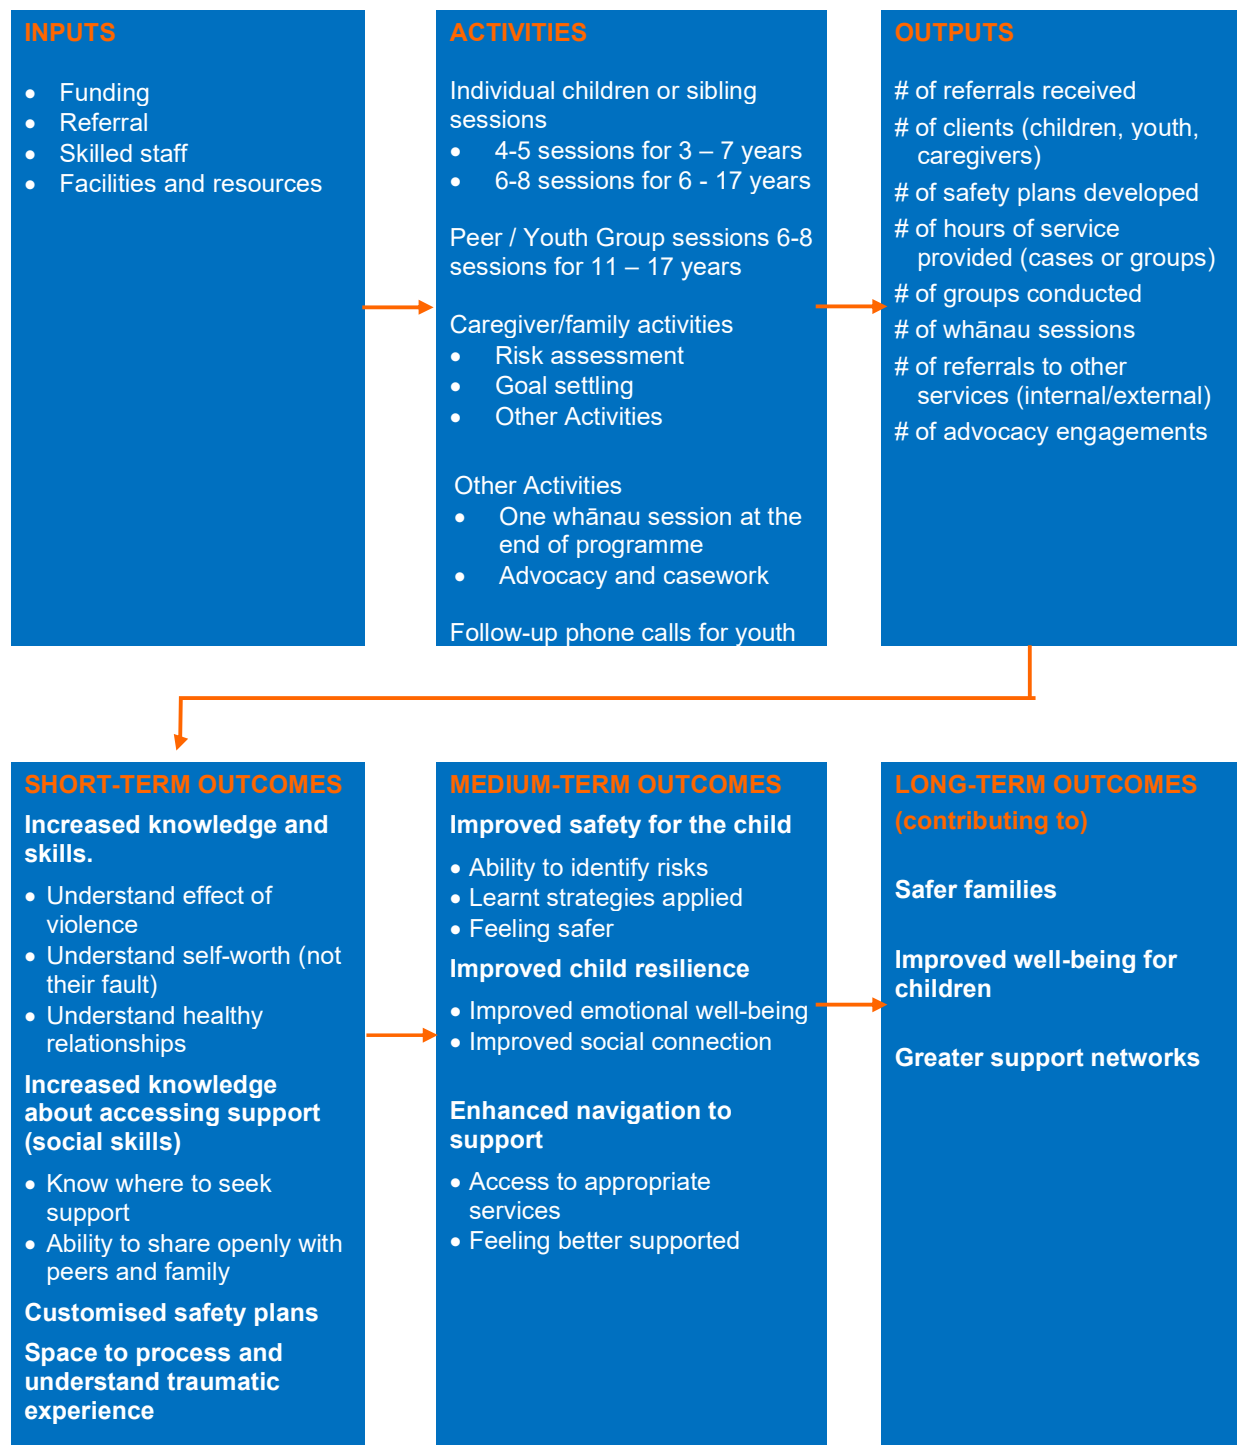 INPUTS
• Funding
• Referral
• Skilled staff
• Facilities and resources
ACTIVITIES
Individual children or sibling
sessions
• 4-5 sessions for 3 – 7 years
• 6-8 sessions for 6 - 17 years
Peer / Youth Group sessions 6-8
sessions for 11 – 17 years
Caregiver/family activities
• Risk assessment
• Goal settling
• Other Activities
Other Activities
• One whānau session at the
end of programme
• Advocacy and casework
Follow-up phone calls for youth
OUTPUTS
# of referrals received
# of clients (children, youth,
caregivers)
# of safety plans developed
# of hours of service
provided (cases or groups)
# of groups conducted
# of whānau sessions
# of referrals to other
services (internal/external)
# of advocacy engagements
SHORT-TERM OUTCOMES
Increased knowledge and
skills.
• Understand effect of
violence
• Understand self-worth (not
their fault)
• Understand healthy
relationships
Increased knowledge
about accessing support
(social skills)
• Know where to seek
support
• Ability to share openly with
peers and family
Customised safety plans
Space to process and
understand traumatic
experience
MEDIUM-TERM OUTCOMES
Improved safety for the child
• Ability to identify risks
• Learnt strategies applied
• Feeling safer
Improved child resilience
• Improved emotional well-being
• Improved social connection
Enhanced navigation to
support
• Access to appropriate
services
• Feeling better supported
LONG-TERM OUTCOMES
(contributing to)
Safer families
Improved well-being for
children
Greater support networks